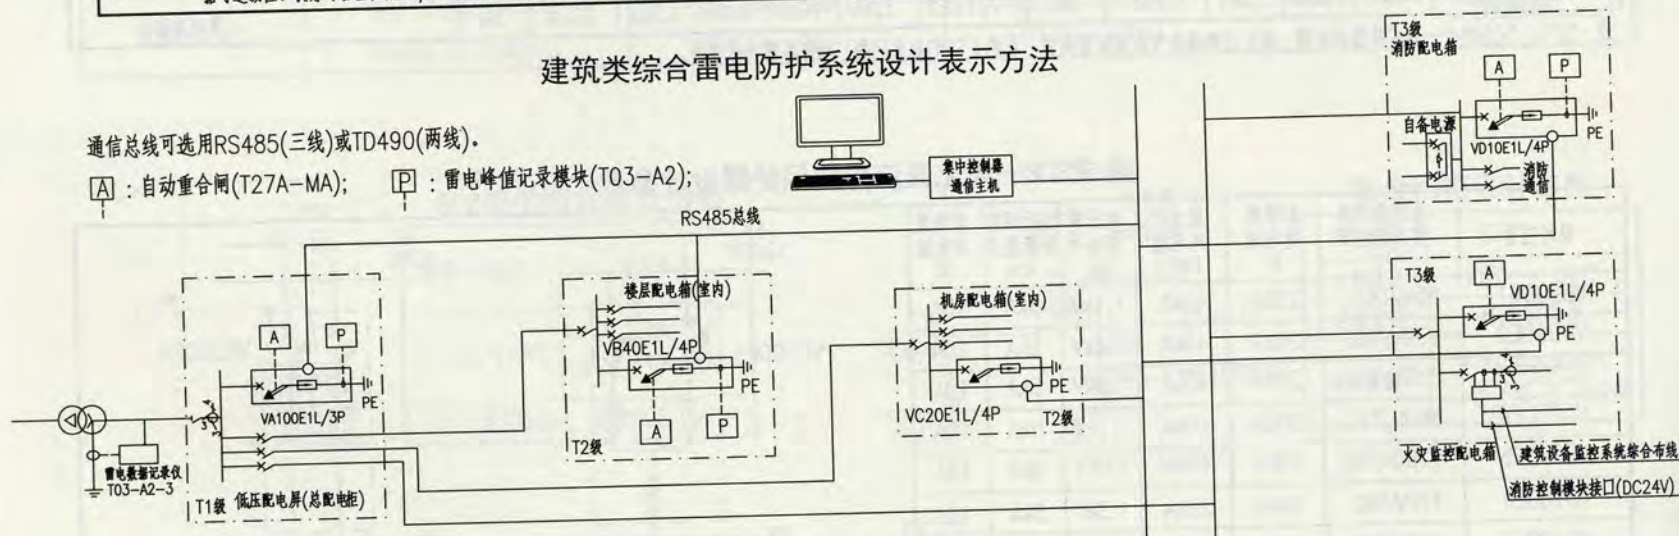 建筑类综合雷电防护系统设计表示方法
通信总线可选用RS485(三线)或TD490(两线).
A : 自动重合闸(T27A-MA); P : 雷电峰值记录模块(T03-A2);
集中控制器
通信主机
RS485总线
A
P
PE
VA100E1L/3P
雷电数据记录仪
T03-A2-3
T1级 低压配电屏(总配电柜)
楼层配电箱(室内)
VB40E1L/4P
PE
A
P
T2级
机房配电箱(室内)
PE
VC20E1L/4P
T2级
T3级
消防配电箱
A
P
自备电源
PE
VD10E1L/4P
消防
通信
T3级
A
VD10E1L/4P
PE
火灾监控配电箱
建筑设备监控系统综合布线
消防控制模块接口(DC24V)